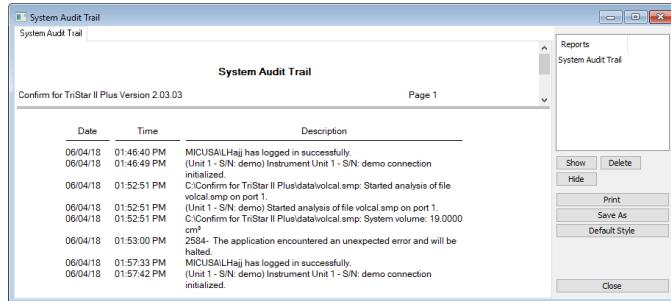 System Audit Trail
System Audit Trail
System Audit Trail
Confirm for TriStar II Plus Version 2.03.03 Page 1
Date Time Description
06/04/18 01:46:40 PM MICUSA\LHajj has logged in successfully.
06/04/18 01:46:49 PM (Unit 1 - S/N: demo) Instrument Unit 1 - S/N: demo connection
initialized.
06/04/18 01:52:51 PM C:\Confirm for TriStar II Plus\data\volcal.smp: Started analysis of file
volcal.smp on port 1.
06/04/18 01:52:51 PM (Unit 1 - S/N: demo) Started analysis of file volcal.smp on port 1.
06/04/18 01:52:51 PM C:\Confirm for TriStar II Plus\data\volcal.smp: System volume: 19.0000
cm³
06/04/18 01:53:00 PM 2584- The application encountered an unexpected error and will be
halted.
06/04/18 01:57:33 PM MICUSA\LHajj has logged in successfully.
06/04/18 01:57:42 PM (Unit 1 - S/N: demo) Instrument Unit 1 - S/N: demo connection
initialized.
Reports
System Audit Trail
Show Delete
Hide
Print
Save As
Default Style
Close